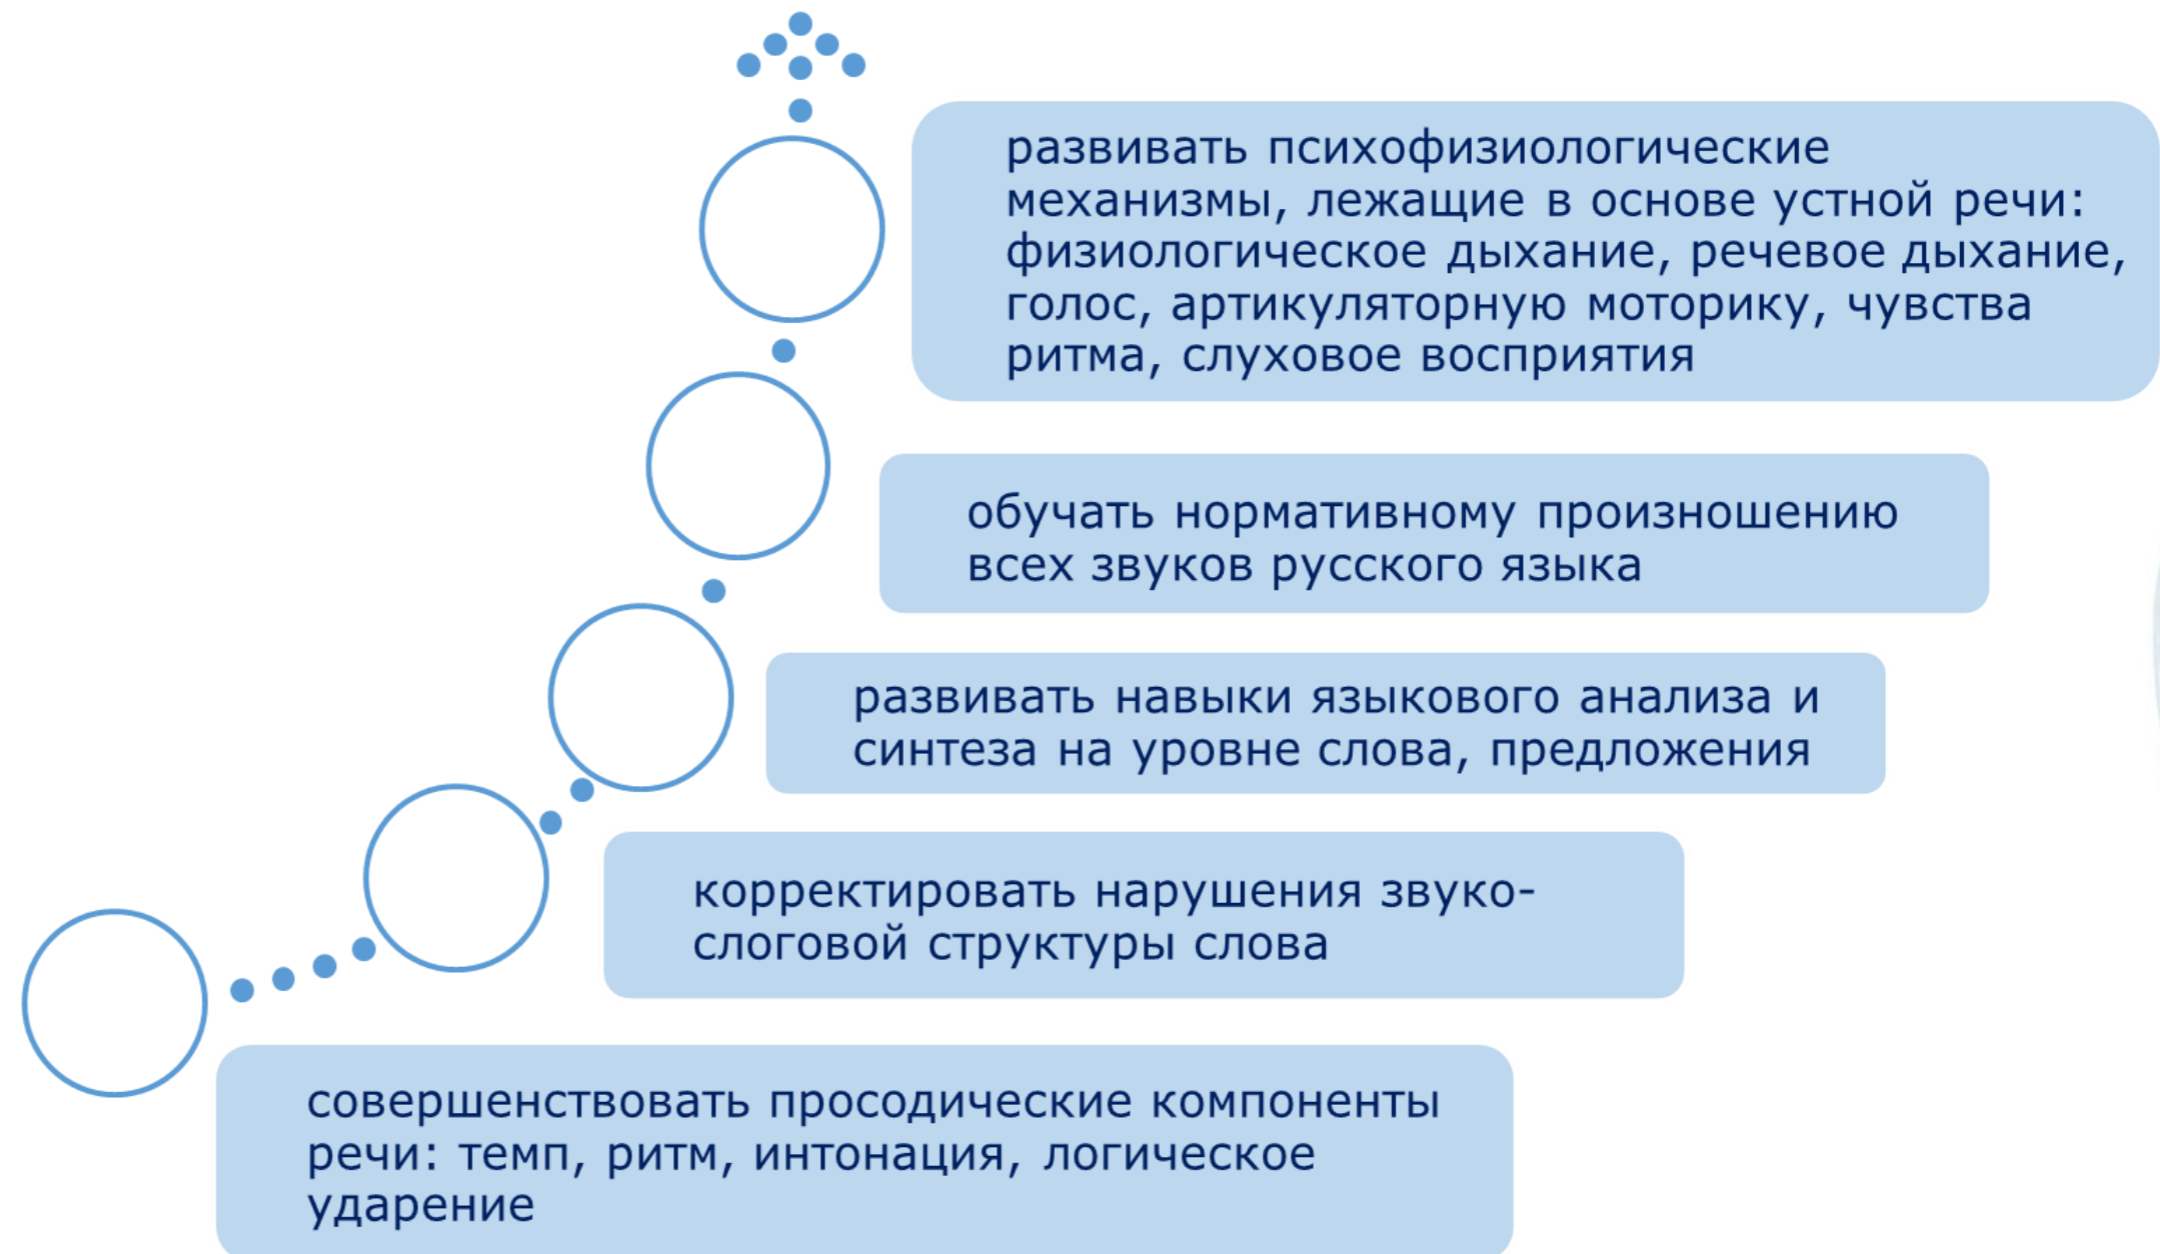 развивать психофизиологические
механизмы, лежащие в основе устной речи:
физиологическое дыхание, речевое дыхание,
голос, артикуляторную моторику, чувства
ритма, слуховое восприятия
обучать нормативному произношению
всех звуков русского языка
развивать навыки языкового анализа и
синтеза на уровне слова, предложения
корректировать нарушения звуко-
слоговой структуры слова
совершенствовать просодические компоненты
речи: темп, ритм, интонация, логическое
ударение